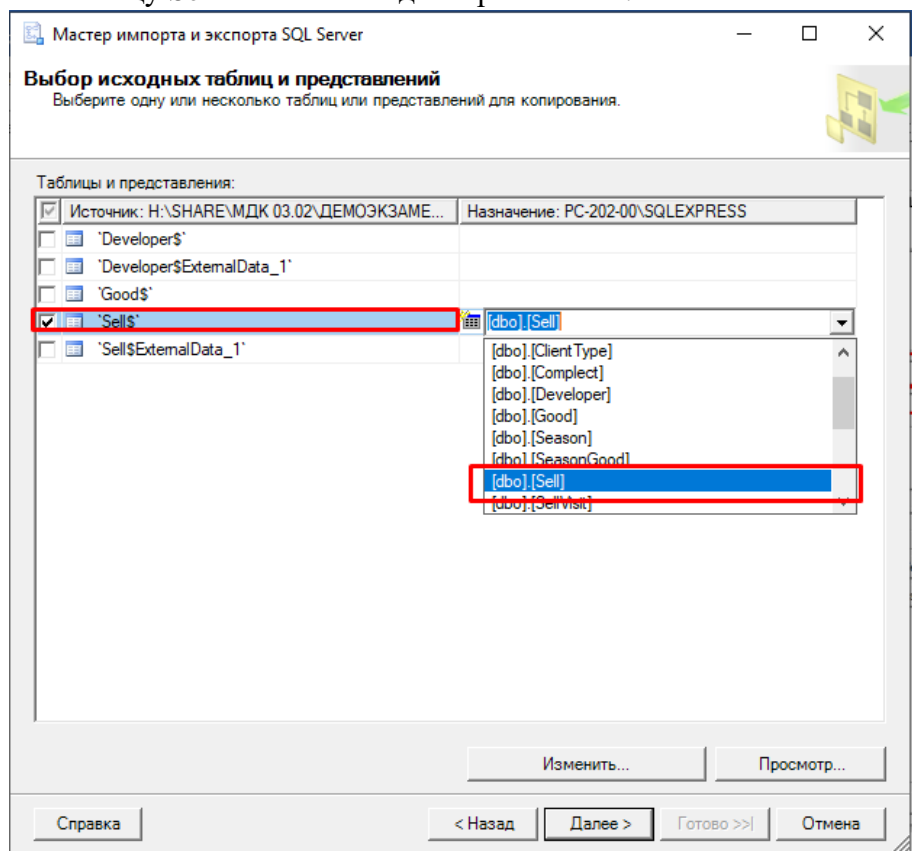 Мастер импорта и экспорта SQL Server
Выбор исходных таблиц и представлений
Выберите одну или несколько таблиц или представлений для копирования.
Таблицы и представления:
Источник: H:\SHARE\МДК 03.02\ДЕМОЭКЗАМЕ... Назначение: PC-202-00\SQLEXPRESS
`Developer$`
`Developer$ExternalData_1`
`Good$`
`Sell$` [dbo].[Sell]
`Sell$ExternalData_1`
[dbo].[ClientType]
[dbo].[Complect]
[dbo].[Developer]
[dbo].[Good]
[dbo].[Season]
[dbo].[SeasonGood]
[dbo].[Sell]
[dbo].[SellVisit]
Изменить... Просмотр...
Справка < Назад Далее > Готово >>| Отмена